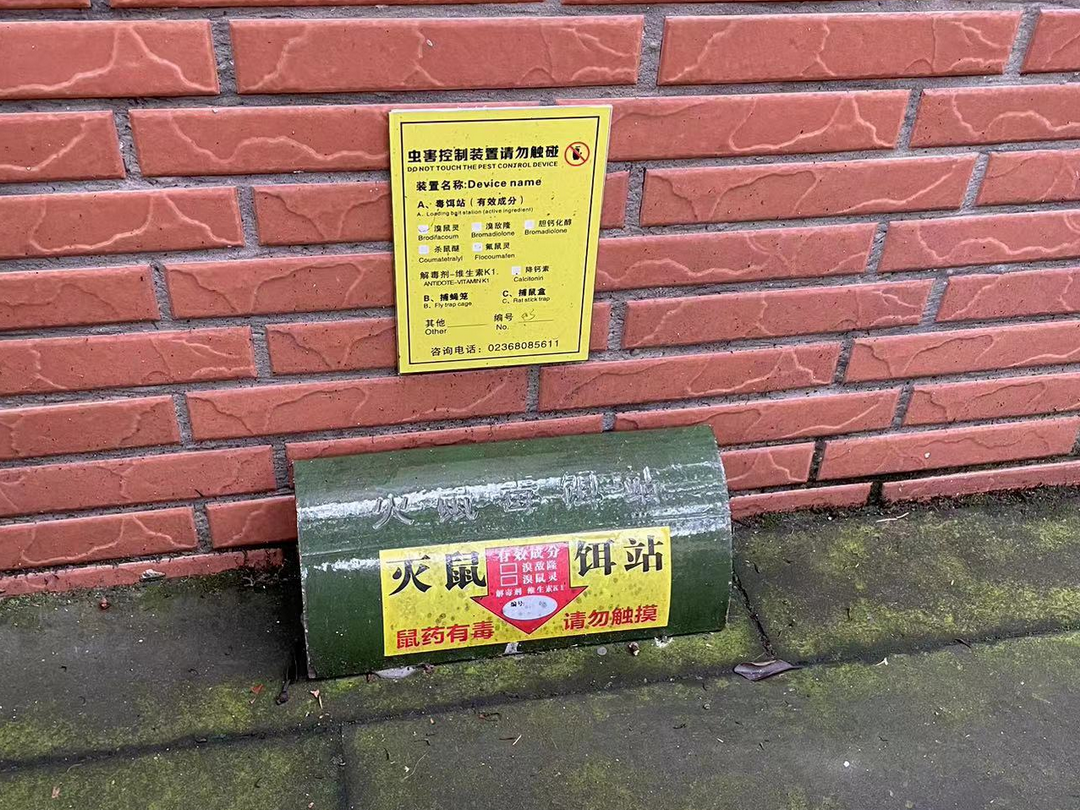 虫害控制装置请勿触碰
DO NOT TOUCH THE PEST CONTROL DEVICE
装置名称:Device name
A、毒饵站（有效成分）
A、Loading bait station (active ingredient)
溴鼠灵 溴敌隆 胆钙化醇
Brodifacoum Bromadiolone Bromadiolone
杀鼠醚 氟鼠灵
Coumatetralyl Flocoumafen
解毒剂-维生素K1. 降钙素
ANTIDOTE-VITAMIN K1 Calcitoniri
B、捕蝇笼 C、捕鼠盒
B、Fly trap cage C、Rat stick trap
其他 编号
Other No.
咨询电话：02368085611
灭鼠毒饵站
灭鼠 饵站
有效成分
溴敌隆
溴鼠灵
解毒剂 维生素K1
编号:
鼠药有毒 请勿触摸